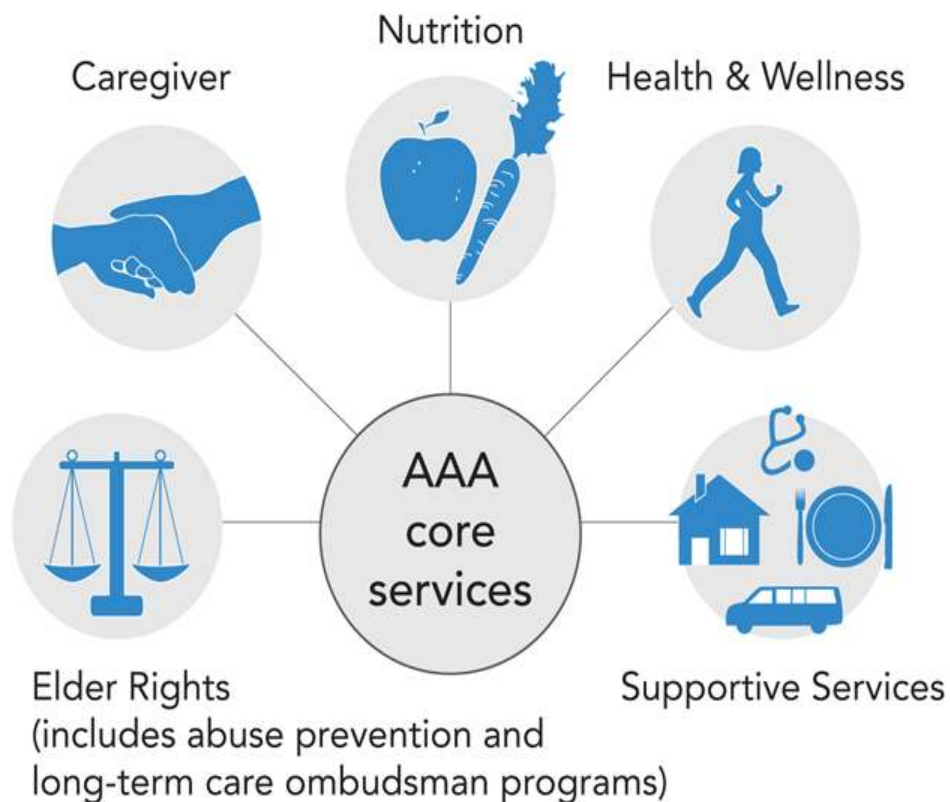 Nutrition
Caregiver
Health & Wellness
AAA
core
services
Elder Rights
(includes abuse prevention and
long-term care ombudsman programs)
Supportive Services